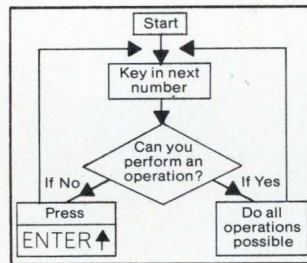 Start
Key in next
number
Can you
perform an
operation?
If No
If Yes
Press
ENTER↑
Do all
operations
possible